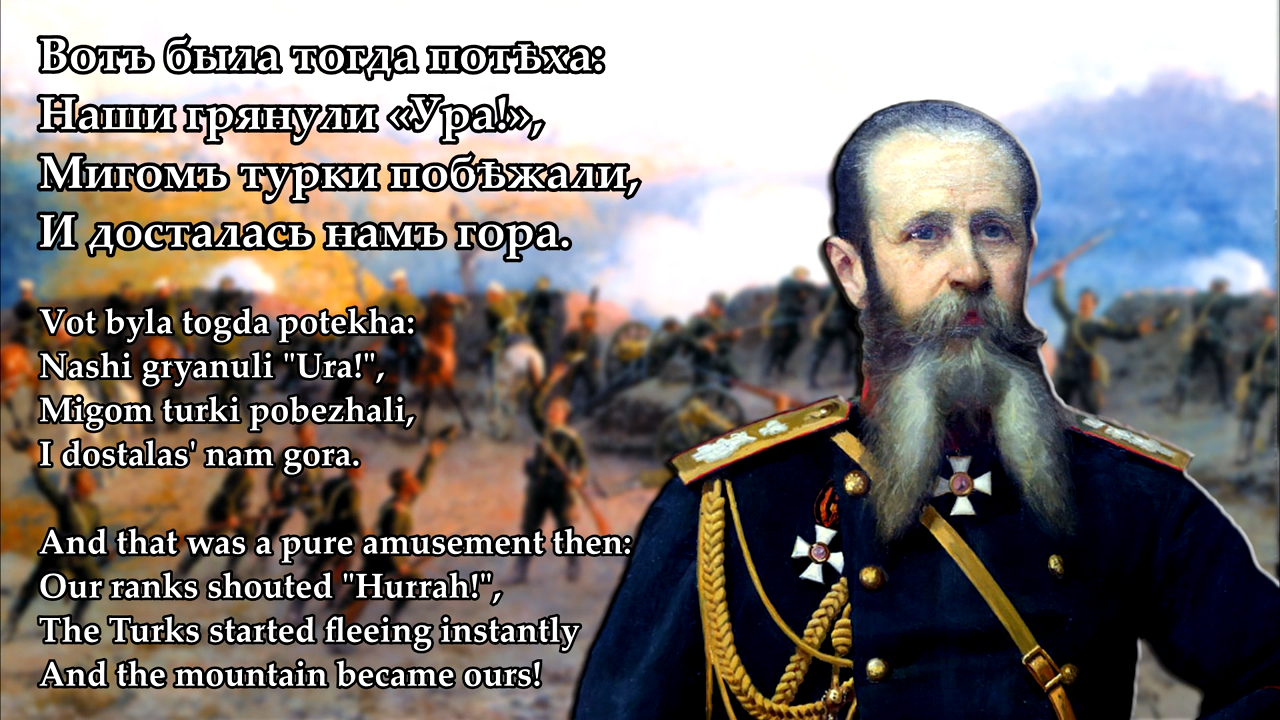 Вотъ была тогда потѣха:
Наши грянули «Ура!»,
Мигомъ турки побѣжали,
И досталась намъ гора.
Vot byla togda potekha:
Nashi gryanuli "Ura!",
Migom turki pobezhali,
I dostalas' nam gora.
And that was a pure amusement then:
Our ranks shouted "Hurrah!",
The Turks started fleeing instantly
And the mountain became ours!